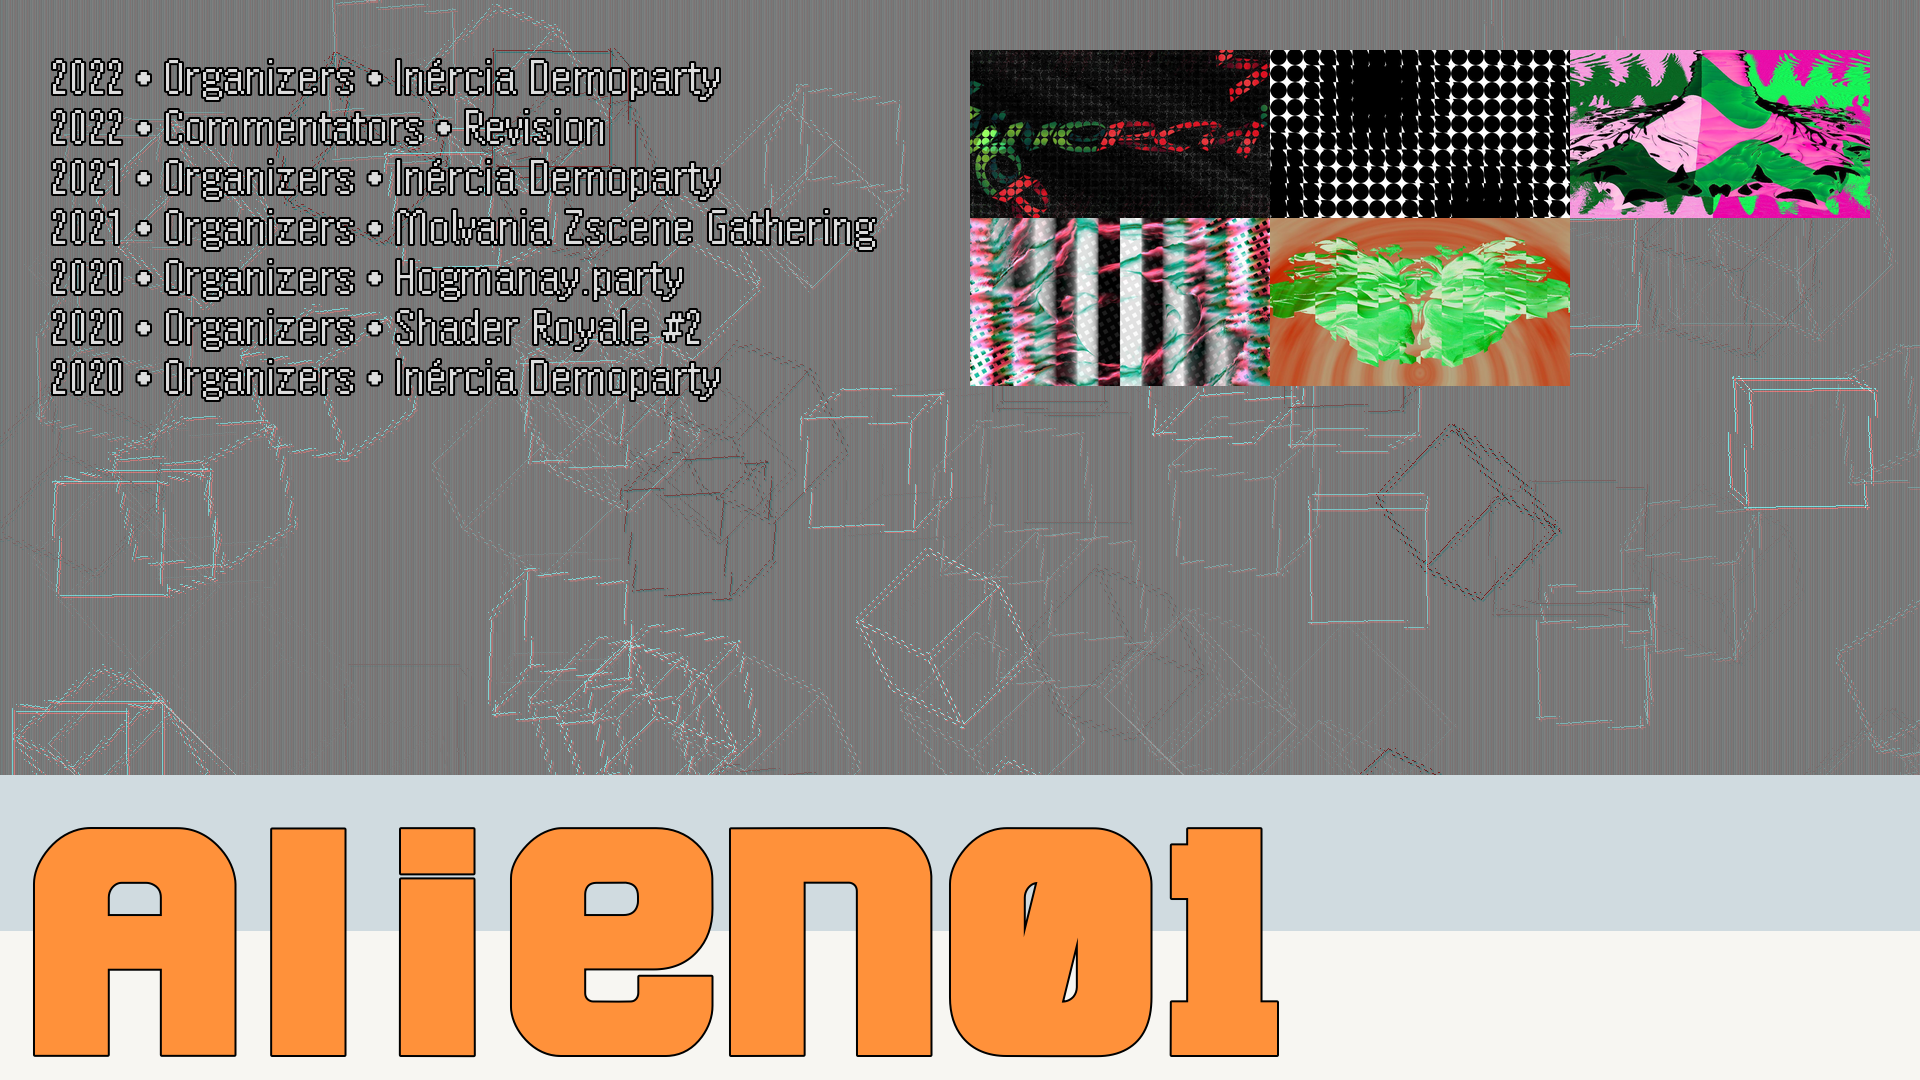 2022 • Organizers • Inércia Demoparty
2022 • Commentators • Revision
2021 • Organizers • Inércia Demoparty
2021 • Organizers • Molvania Zscene Gathering
2020 • Organizers • Hogmanay.party
2020 • Organizers • Shader Royale #2
2020 • Organizers • Inércia Demoparty
Alien01